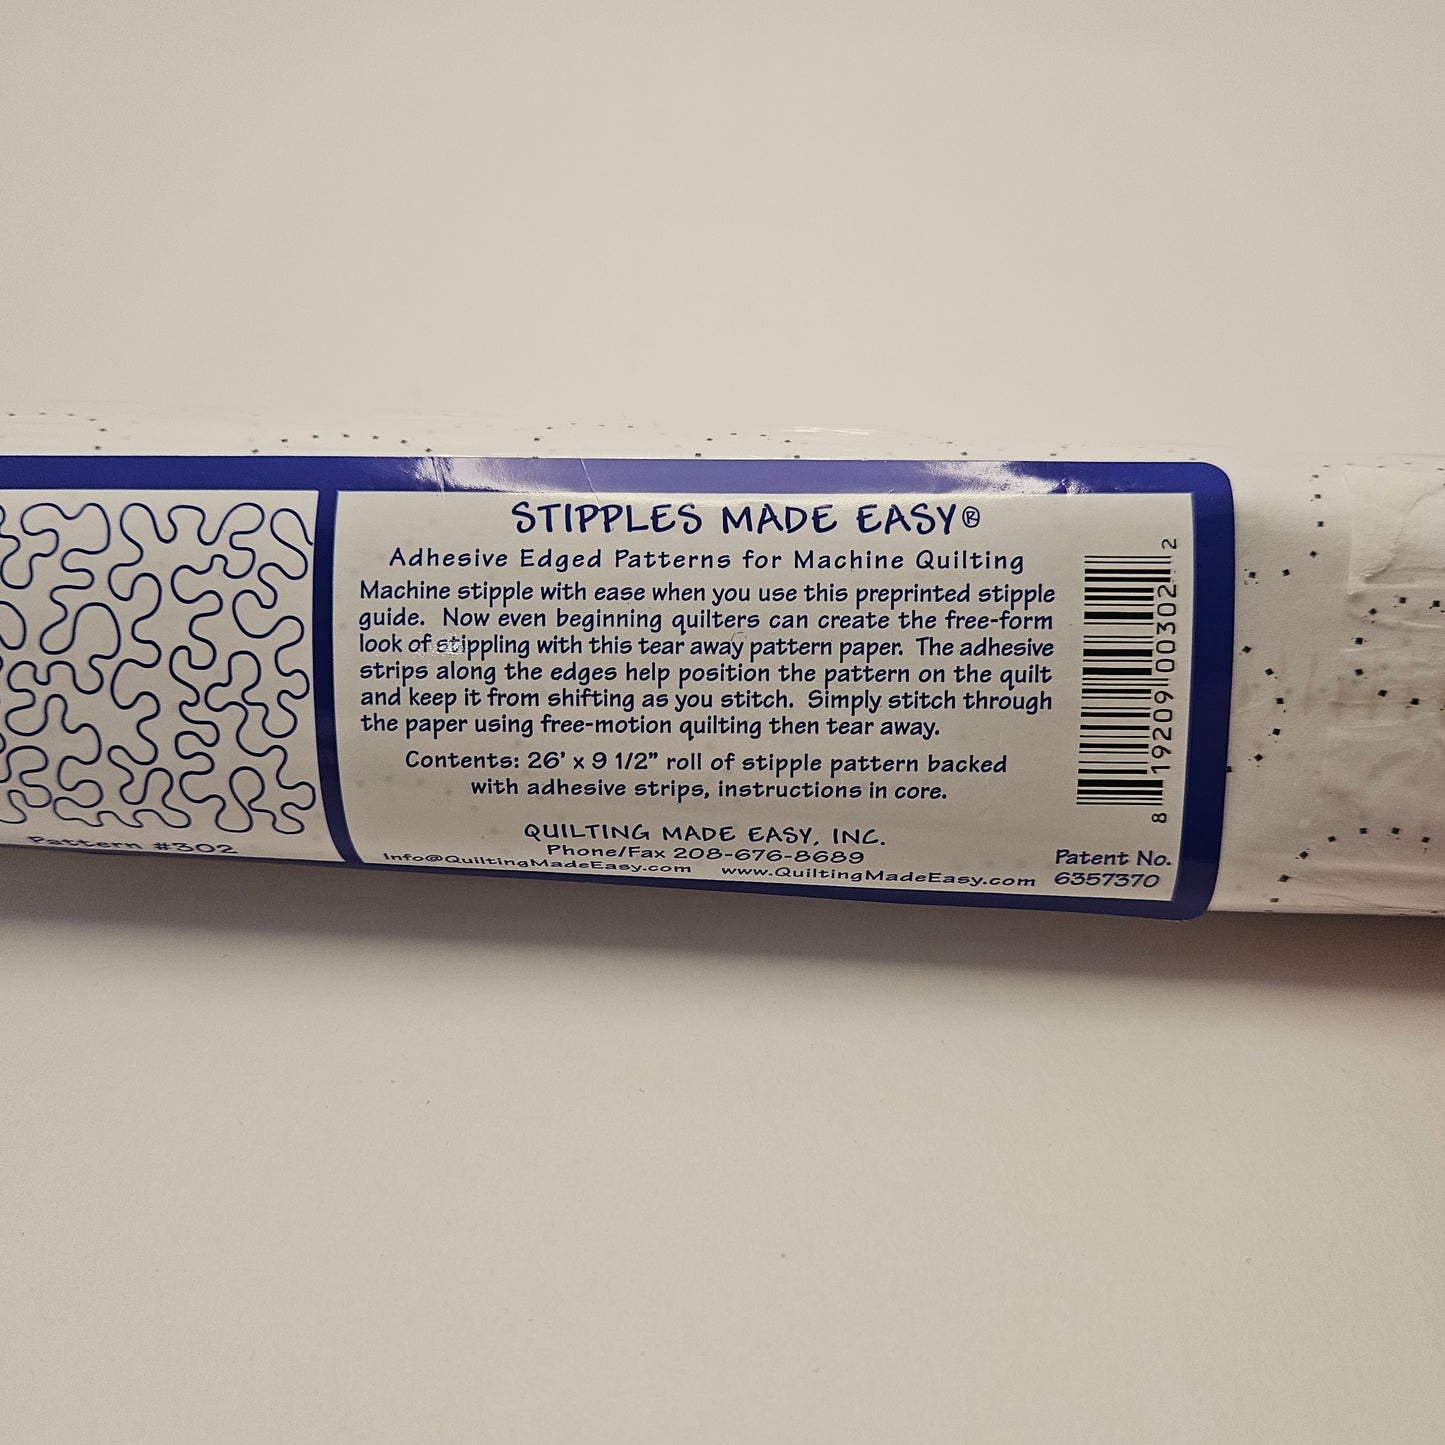 STIPPLES MADE EASY®
Adhesive Edged Patterns for Machine Quilting
Machine stipple with ease when you use this preprinted stipple
guide. Now even beginning quilters can create the free-form
look of stippling with this tear away pattern paper. The adhesive
strips along the edges help position the pattern on the quilt
and keep it from shifting as you stitch. Simply stitch through
the paper using free-motion quilting then tear away.
Contents: 26' x 9 1/2" roll of stipple pattern backed
with adhesive strips, instructions in core.
QUILTING MADE EASY, INC.
Phone/Fax 208-676-8689
Info@QuiltingMadeEasy.com www.QuiltingMadeEasy.com
Patent No.
6357370
8 19209 00302 2
Pattern #302